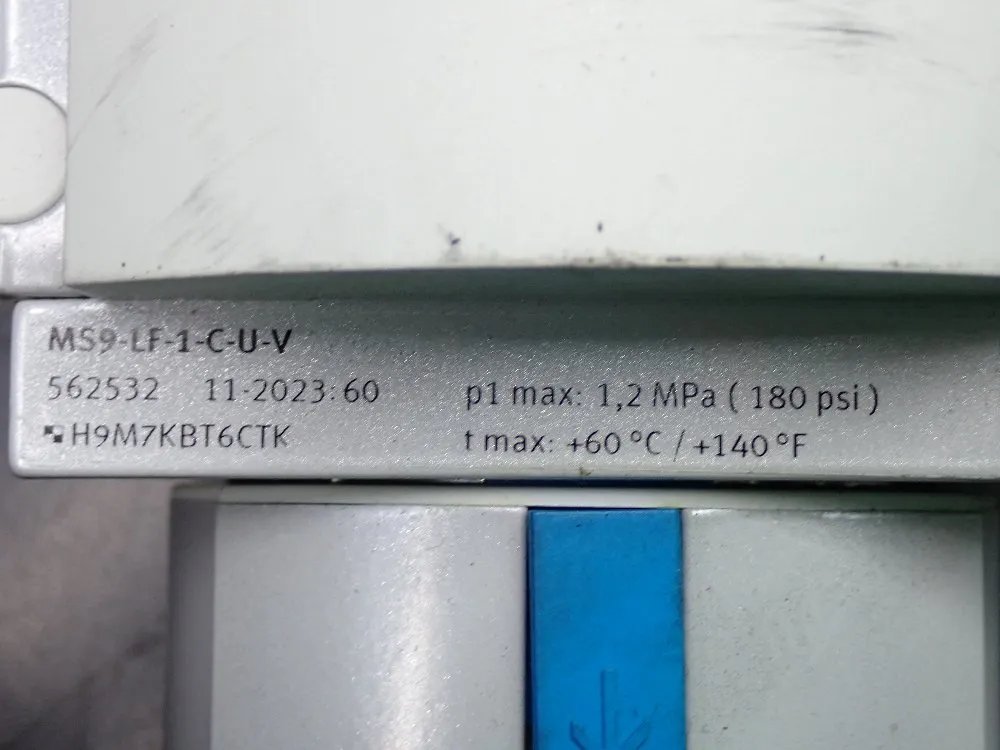 MS9-LF-1-C-U-V
562532 11-2023:60
H9M7KBT6CTK
p1 max: 1,2 MPa ( 180 psi )
t max: +60 °C / +140 °F